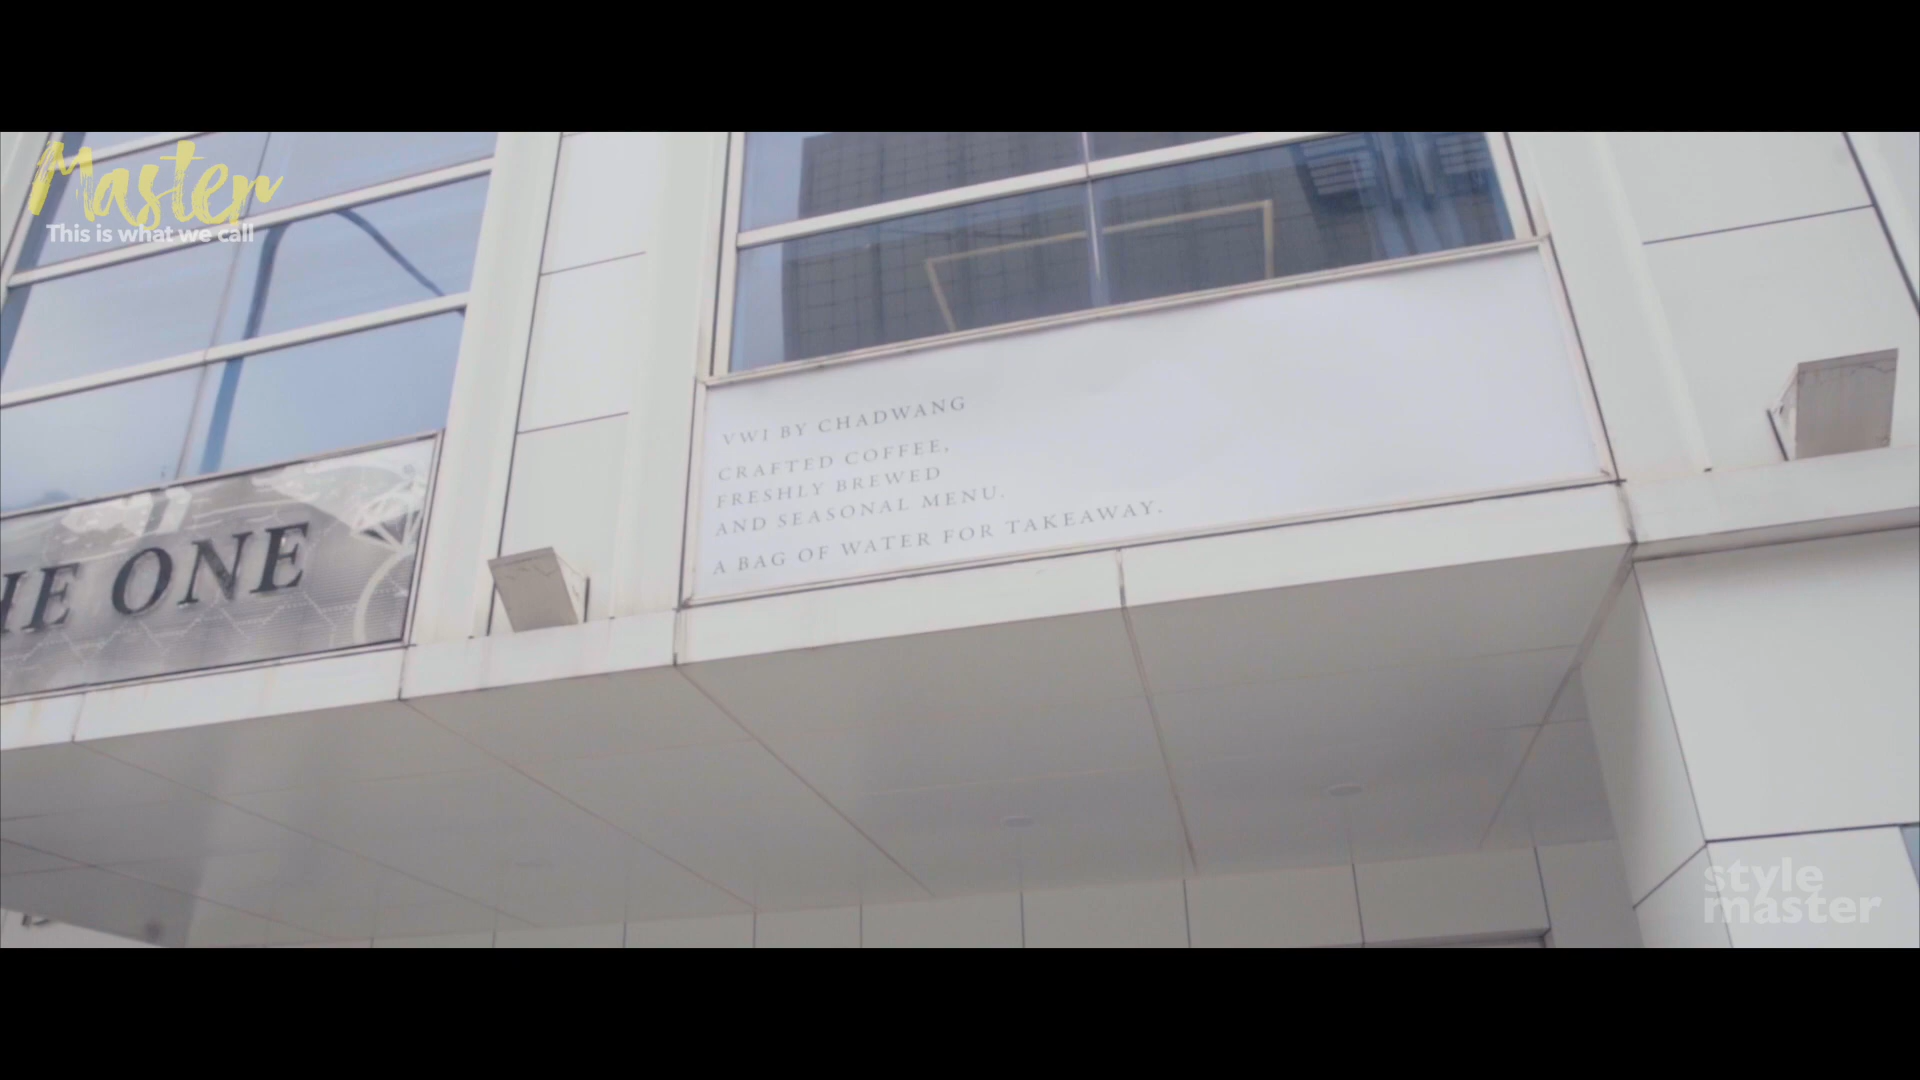 Master
This is what we call
VWI BY CHADWANG
CRAFTED COFFEE,
FRESHLY BREWED
AND SEASONAL MENU.
A BAG OF WATER FOR TAKEAWAY.
HE ONE
style
master